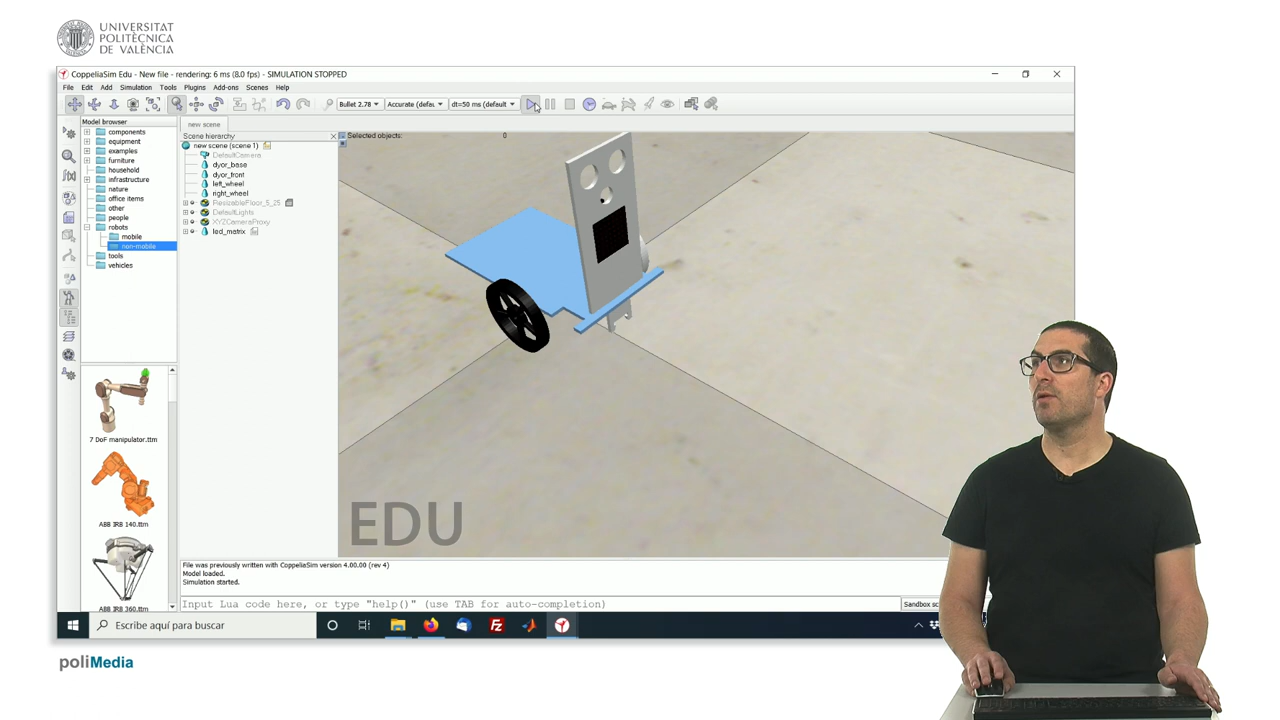 UNIVERSITAT
POLITÈCNICA
DE VALÈNCIA
CoppeliaSim Edu - New file - rendering: 6 ms (8.0 fps) - SIMULATION STOPPED
File Edit Simulation Tools Plugins Add-ons Scenes Help
Bullet 2.78 Accurate (defau dt=50 ms (default
new scene
Model browser
components
equipment
examples
furniture
household
infrastructure
nature
office items
other
people
robots
mobile
non-mobile
tools
vehicles
7 DoF manipulator.ttm
ABB IRB 140.ttm
ABB IRB 360.ttm
Scene hierarchy
new scene (scene 1)
DefaultCamera
dyor_base
dyor_front
left_wheel
right_wheel
ResizableFloor_5_25
DefaultLights
XYZCameraProxy
led_matrix
Selected objects: 0
EDU
File was previously written with CoppeliaSim version 4.00.00 (rev 4)
Model loaded.
Simulation started.
Input Lua code here, or type "help()" (use TAB for auto-completion)
Sandbox sc
Escribe aquí para buscar
Fz
poliMedia